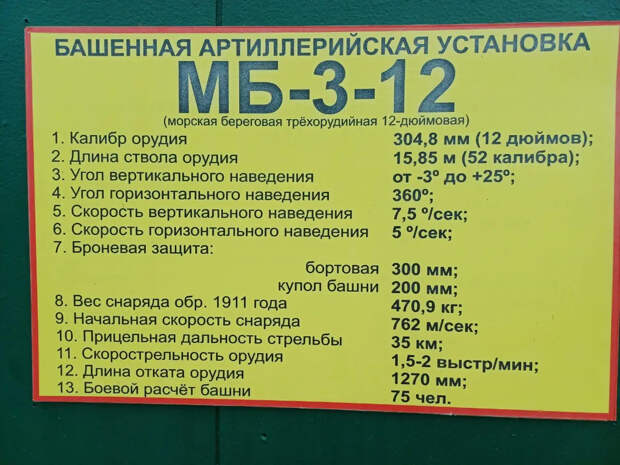 БАШЕННАЯ АРТИЛЛЕРИЙСКАЯ УСТАНОВКА
МБ-3-12
(морская береговая трёхорудийная 12-дюймовая)
1. Калибр орудия 304,8 мм (12 дюймов);
2. Длина ствола орудия 15,85 м (52 калибра);
3. Угол вертикального наведения от -3º до +25º;
4. Угол горизонтального наведения 360º;
5. Скорость вертикального наведения 7,5 º/сек;
6. Скорость горизонтального наведения 5 º/сек;
7. Броневая защита:
бортовая 300 мм;
купол башни 200 мм;
8. Вес снаряда обр. 1911 года 470,9 кг;
9. Начальная скорость снаряда 762 м/сек;
10. Прицельная дальность стрельбы 35 км;
11. Скорострельность орудия 1,5-2 выстр/мин;
12. Длина отката орудия 1270 мм;
13. Боевой расчёт башни 75 чел.